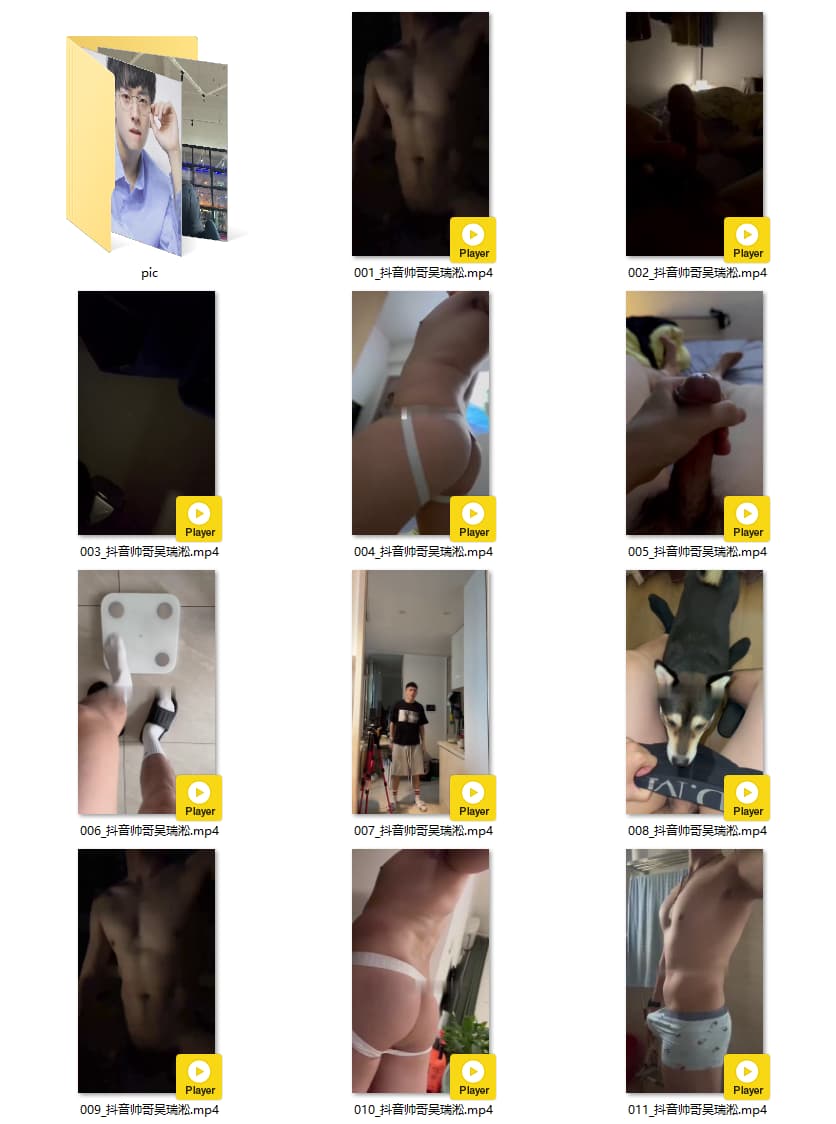 pic
Player
001_抖音帅哥吴瑞淞.mp4
Player
002_抖音帅哥吴瑞淞.mp4
Player
003_抖音帅哥吴瑞淞.mp4
Player
004_抖音帅哥吴瑞淞.mp4
Player
005_抖音帅哥吴瑞淞.mp4
Player
006_抖音帅哥吴瑞淞.mp4
Player
007_抖音帅哥吴瑞淞.mp4
Player
008_抖音帅哥吴瑞淞.mp4
Player
009_抖音帅哥吴瑞淞.mp4
Player
010_抖音帅哥吴瑞淞.mp4
Player
011_抖音帅哥吴瑞淞.mp4